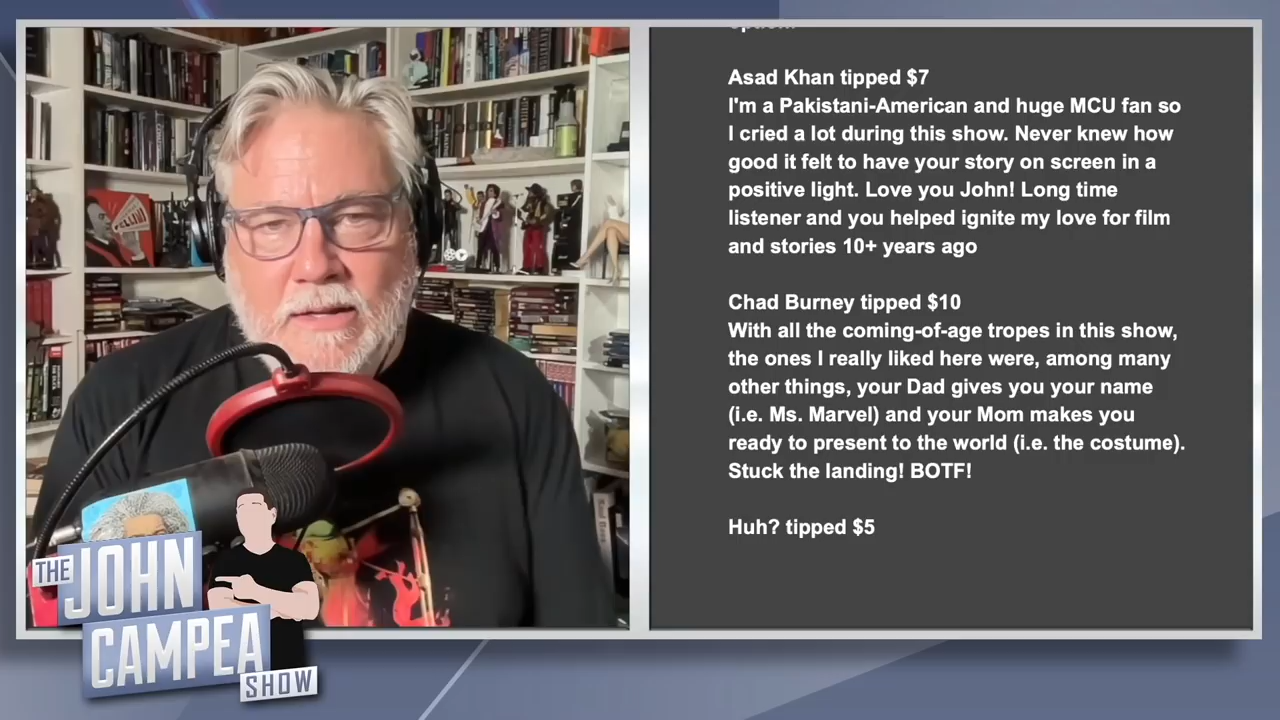 Asad Khan tipped $7
I'm a Pakistani-American and huge MCU fan so
I cried a lot during this show. Never knew how
good it felt to have your story on screen in a
positive light. Love you John! Long time
listener and you helped ignite my love for film
and stories 10+ years ago
Chad Burney tipped $10
With all the coming-of-age tropes in this show,
the ones I really liked here were, among many
other things, your Dad gives you your name
(i.e. Ms. Marvel) and your Mom makes you
ready to present to the world (i.e. the costume).
Stuck the landing! BOTF!
Huh? tipped $5
FELLINI
THE
JOHN
CAMPEA
SHOW